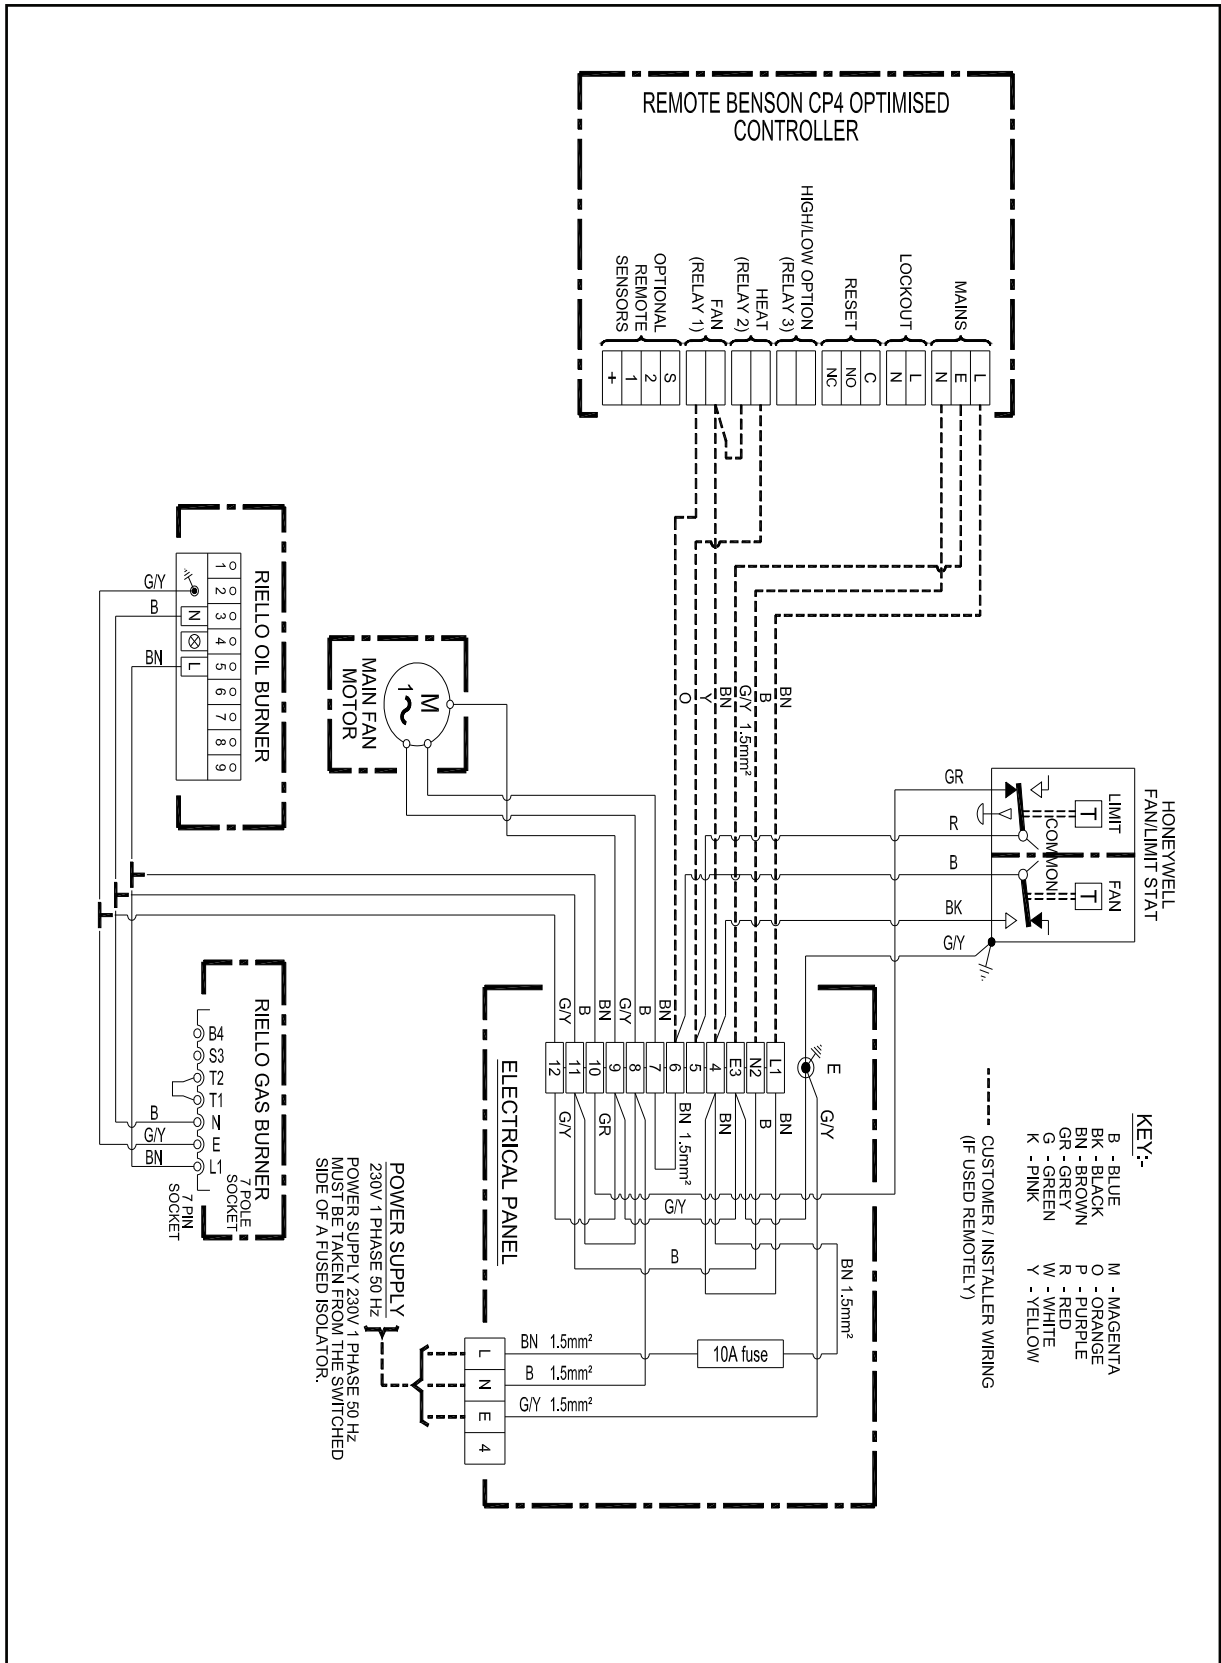 REMOTE BENSON CP4 OPTIMISED
CONTROLLER
MAINS
LOCKOUT
RESET
HIGH/LOW OPTION
(RELAY 3)
HEAT
(RELAY 2)
FAN
(RELAY 1)
OPTIONAL
REMOTE
SENSORS
L
E
N
L
N
C
NO
NC
S
2
1
+
BN
B
G/Y 1.5mm²
BN
Y
O
HONEYWELL
FAN/LIMIT STAT
LIMIT
T
COMMON
FAN
T
GR
R
B
BK
G/Y
RIELLO OIL BURNER
1
2
3
4
5
6
7
8
9
N
L
G/Y
B
BN
MAIN FAN
MOTOR
M
1~
RIELLO GAS BURNER
7 POLE
SOCKET
7 PIN
SOCKET
B4
S3
T2
T1
N
E
L1
B
G/Y
BN
ELECTRICAL PANEL
E
G/Y
L1
N2
E3
4
5
6
7
8
9
10
11
12
BN
B
G/Y
BN
B
G/Y
BN
B
BN
BN 1.5mm²
GR
G/Y
G/Y
B
BN 1.5mm²
10A fuse
BN 1.5mm²
B 1.5mm²
G/Y 1.5mm²
L
N
E
4
POWER SUPPLY
230V 1 PHASE 50 Hz
POWER SUPPLY 230V 1 PHASE 50 Hz
MUST BE TAKEN FROM THE SWITCHED
SIDE OF A FUSED ISOLATOR.
KEY:-
B - BLUE
BK - BLACK
BN - BROWN
GR - GREY
G - GREEN
K - PINK
M - MAGENTA
O - ORANGE
P - PURPLE
R - RED
W - WHITE
Y - YELLOW
CUSTOMER / INSTALLER WIRING
(IF USED REMOTELY)